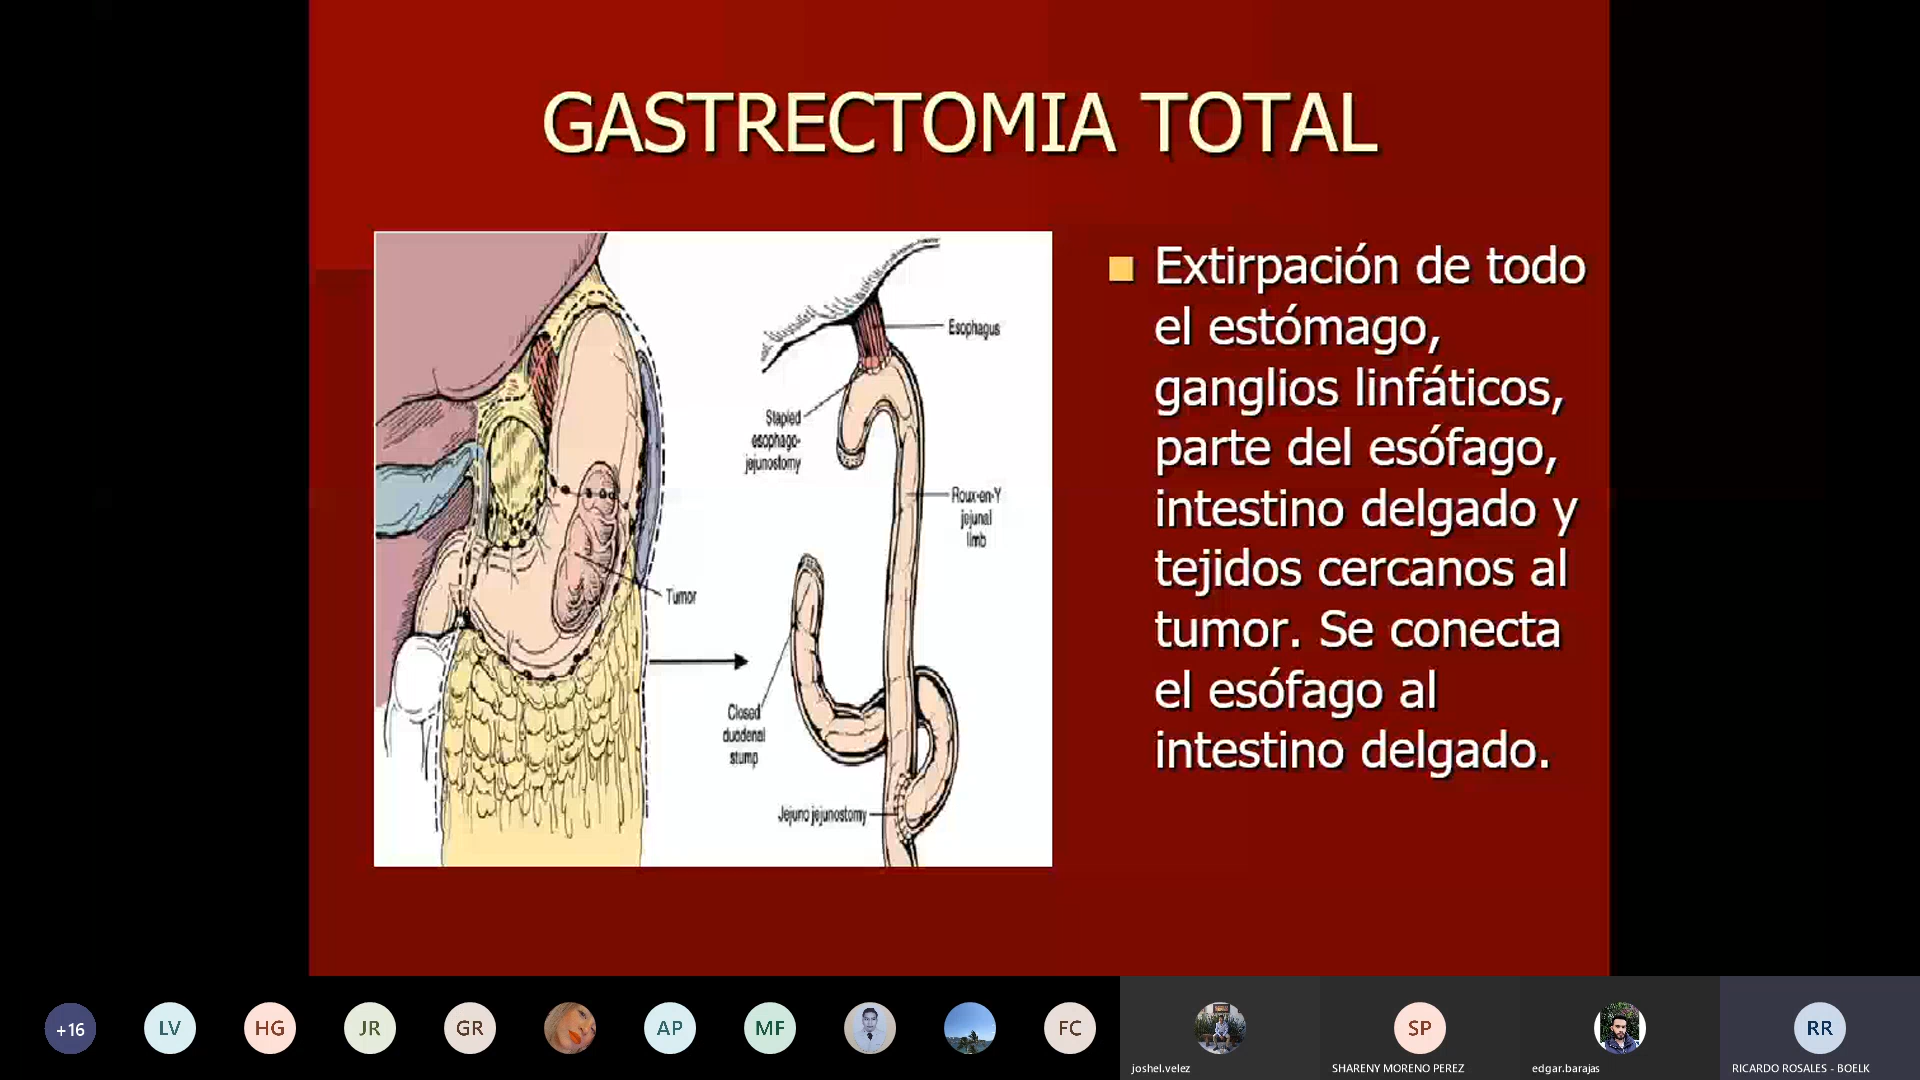 GASTRECTOMIA TOTAL
Esophagus
Stapled
esophago-
jejunostomy
Roux-en-Y
jejunal
limb
Tumor
Closed
duodenal
stump
Jejuno jejunostomy
Extirpación de todo
el estómago,
ganglios linfáticos,
parte del esófago,
intestino delgado y
tejidos cercanos al
tumor. Se conecta
el esófago al
intestino delgado.
+16
LV
HG
JR
GR
AP
MF
FC
joshel.velez
SP
SHARENY MORENO PEREZ
edgar.barajas
RR
RICARDO ROSALES - BOELK